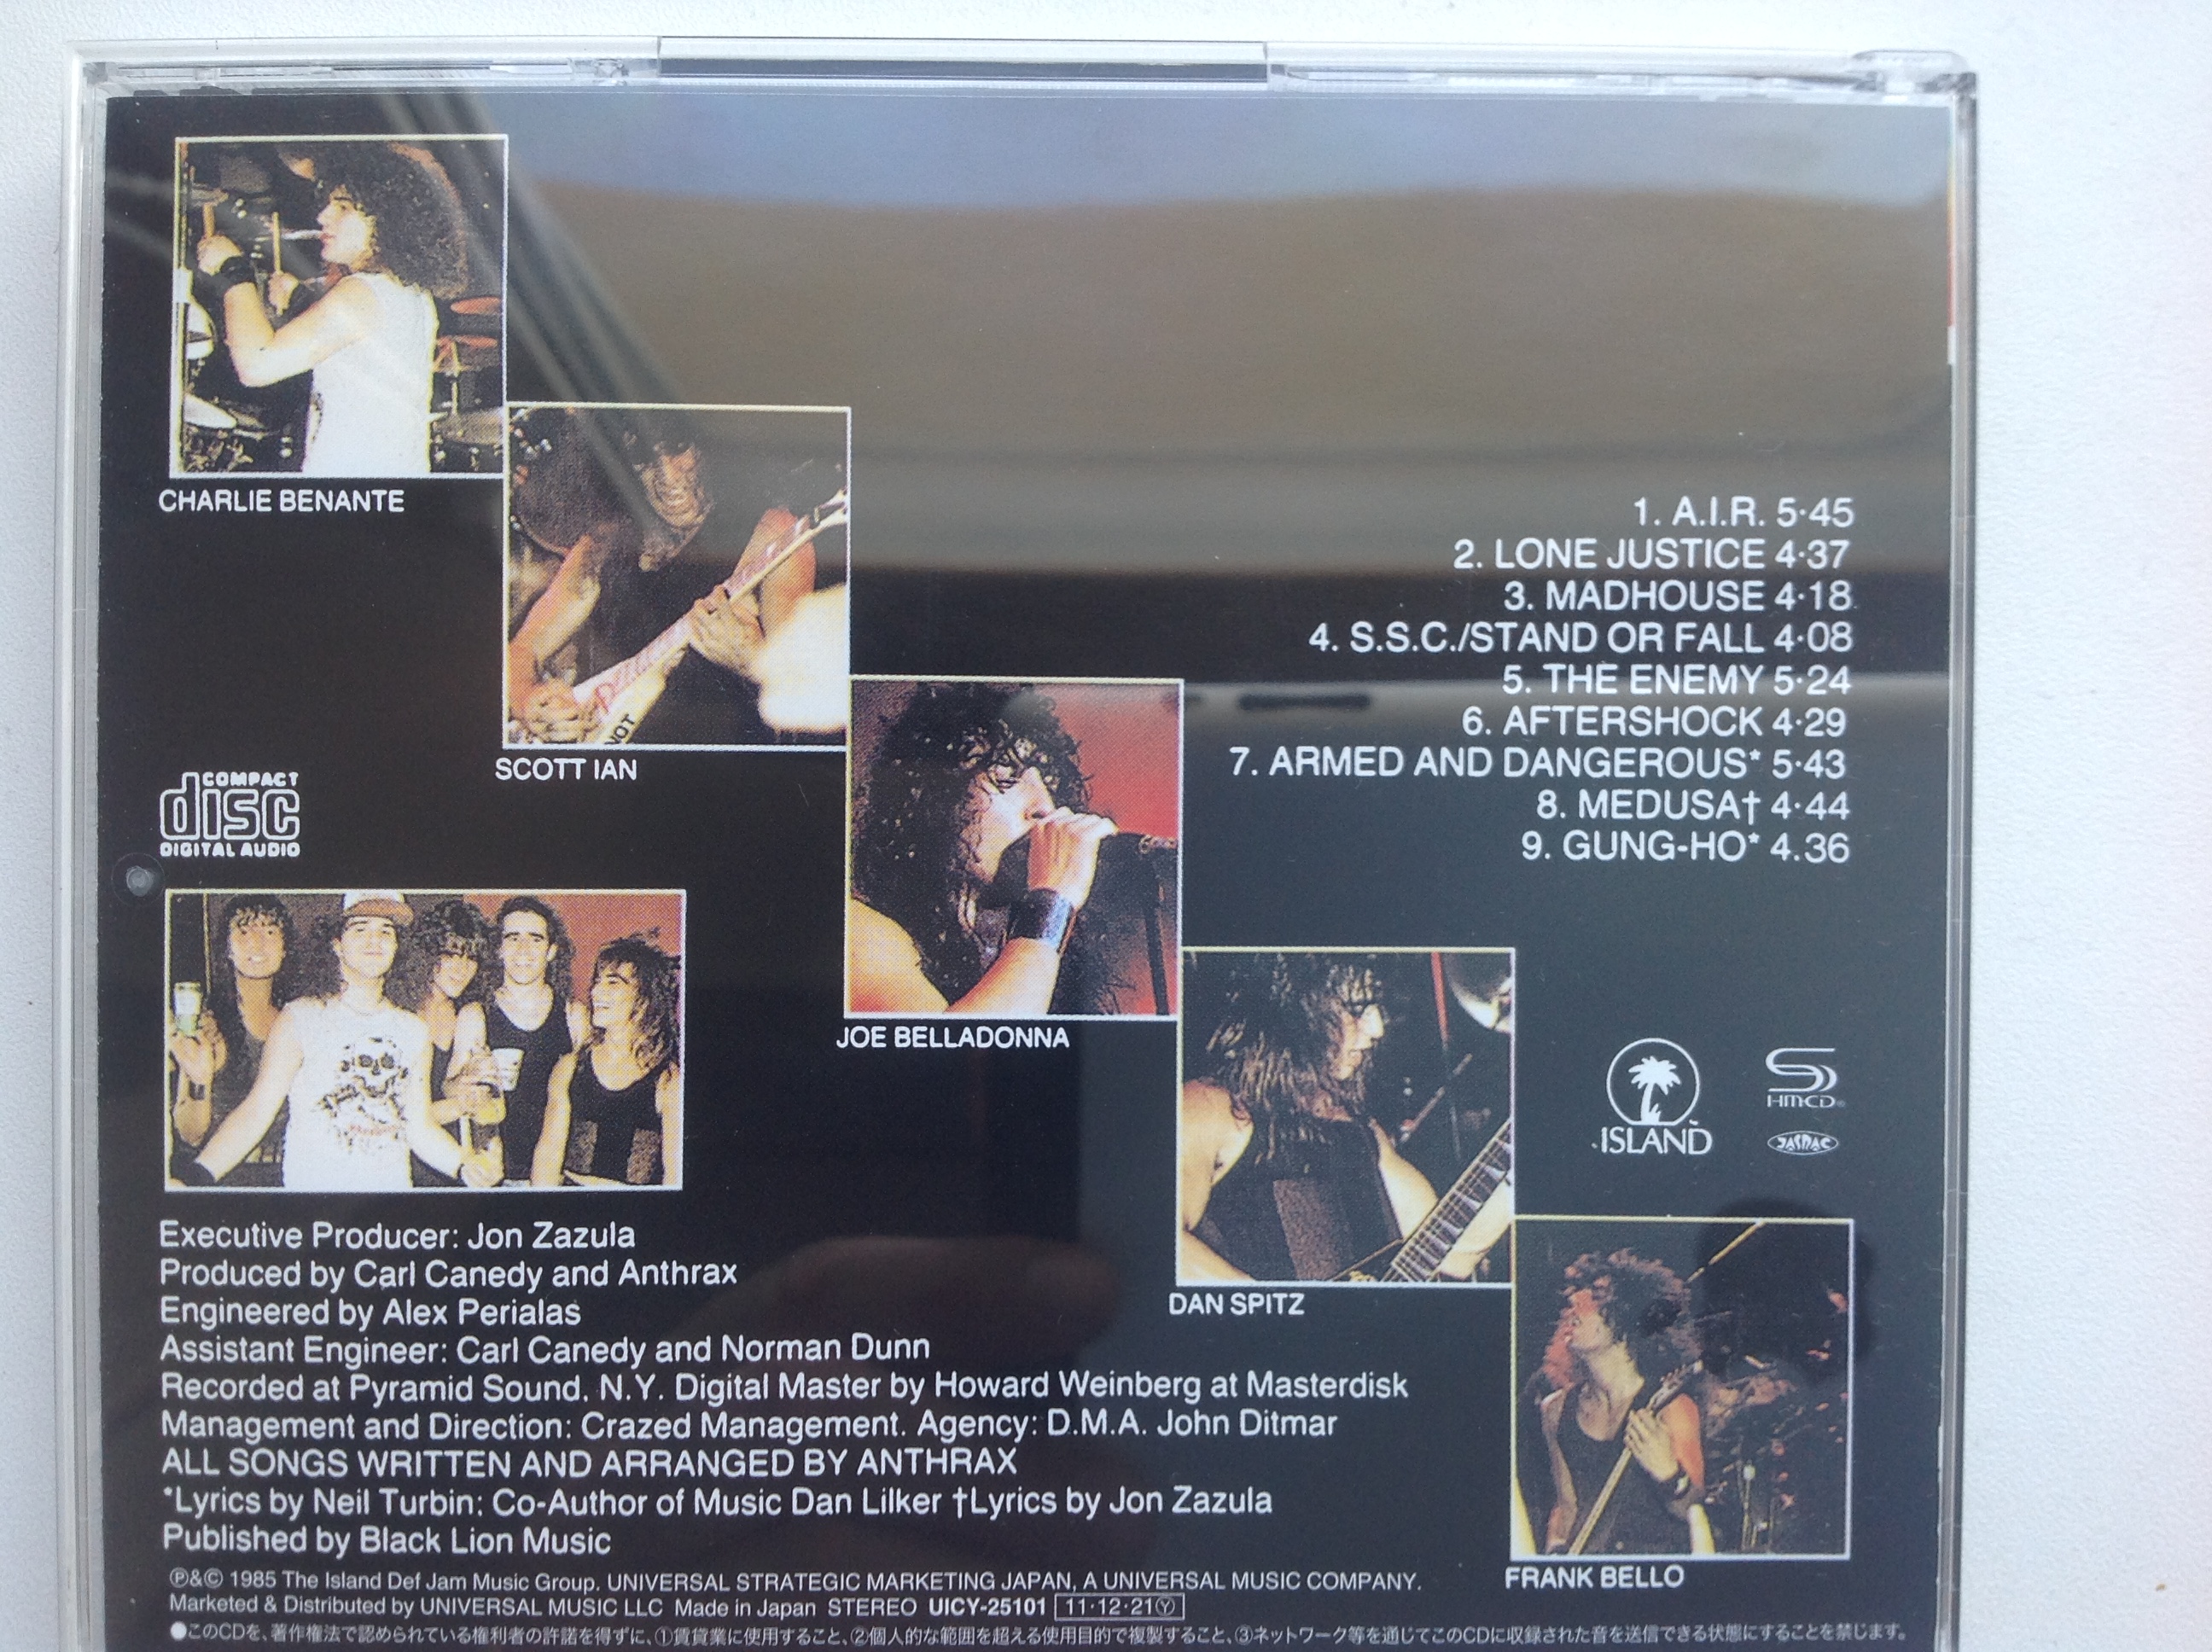 CHARLIE BENANTE
SCOTT IAN
JOE BELLADONNA
DAN SPITZ
FRANK BELLO
1. A.I.R. 5·45
2. LONE JUSTICE 4·37
3. MADHOUSE 4·18
4. S.S.C./STAND OR FALL 4·08
5. THE ENEMY 5·24
6. AFTERSHOCK 4·29
7. ARMED AND DANGEROUS* 5·43
8. MEDUSA† 4·44
9. GUNG-HO* 4.36
COMPACT
disc
DIGITAL AUDIO
ISLAND
HM-CD®
JASRAC
Executive Producer: Jon Zazula
Produced by Carl Canedy and Anthrax
Engineered by Alex Perialas
Assistant Engineer: Carl Canedy and Norman Dunn
Recorded at Pyramid Sound, N.Y. Digital Master by Howard Weinberg at Masterdisk
Management and Direction: Crazed Management. Agency: D.M.A. John Ditmar
ALL SONGS WRITTEN AND ARRANGED BY ANTHRAX
*Lyrics by Neil Turbin: Co-Author of Music Dan Lilker †Lyrics by Jon Zazula
Published by Black Lion Music
Ⓟ&© 1985 The Island Def Jam Music Group. UNIVERSAL STRATEGIC MARKETING JAPAN, A UNIVERSAL MUSIC COMPANY.
Marketed & Distributed by UNIVERSAL MUSIC LLC Made in Japan STEREO UICY-25101 11·12·21Ⓨ
●このCDを、著作権法で認められている権利者の許諾を得ずに、①賃貸業に使用すること、②個人的な範囲を超える使用目的で複製すること、③ネットワーク等を通じてこのCDに収録された音を送信できる状態にすることを禁じます。